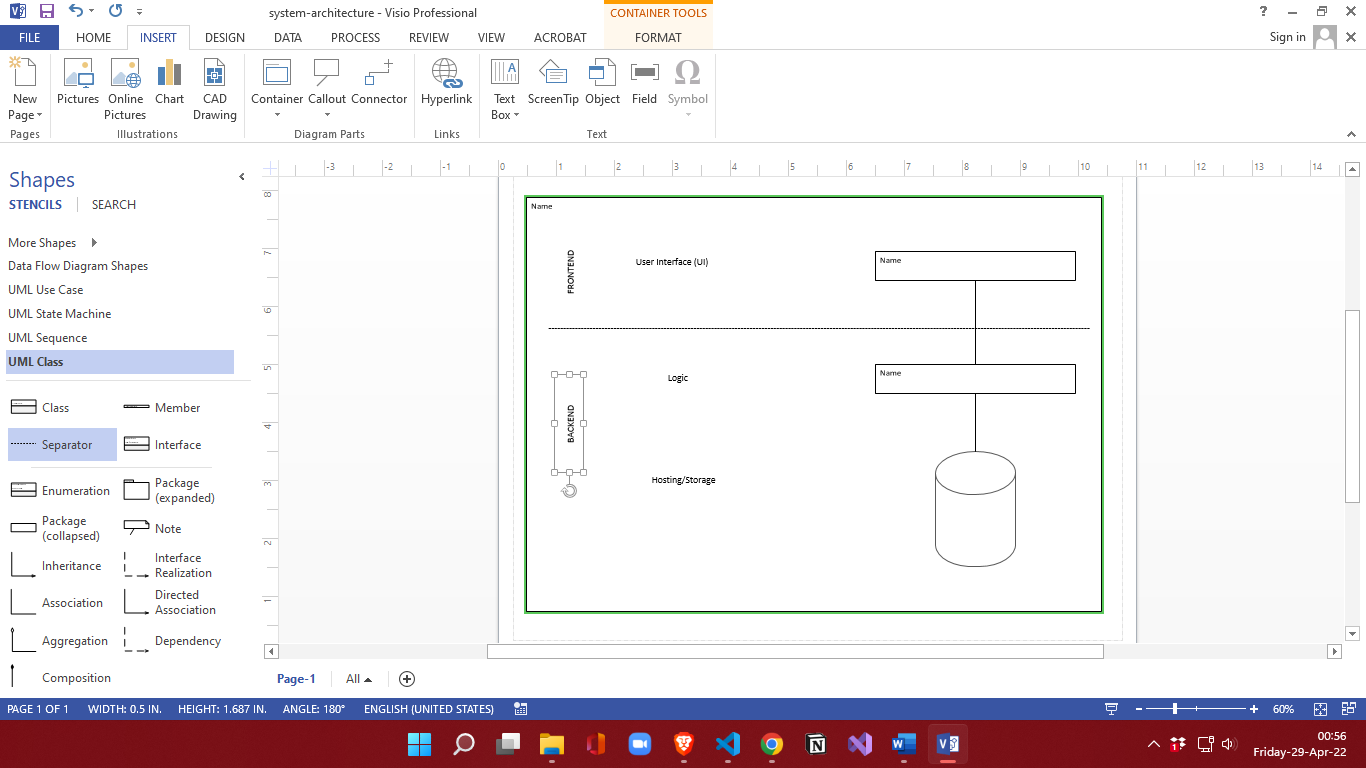 system-architecture - Visio Professional
CONTAINER TOOLS
FILE HOME INSERT DESIGN DATA PROCESS REVIEW VIEW ACROBAT FORMAT Sign in
New Page
Pictures
Online Pictures
Chart
CAD Drawing
Container
Callout
Connector
Hyperlink
Text Box
ScreenTip
Object
Field
Symbol
Pages Illustrations Diagram Parts Links Text
Shapes
STENCILS SEARCH
More Shapes
Data Flow Diagram Shapes
UML Use Case
UML State Machine
UML Sequence
UML Class
Class Member
Separator Interface
Enumeration Package (expanded)
Package (collapsed) Note
Inheritance Interface Realization
Association Directed Association
Aggregation Dependency
Composition
-3 -2 -1 0 1 2 3 4 5 6 7 8 9 10 11 12 13 14
8
7
6
5
4
3
2
1
Name
FRONTEND
User Interface (UI)
Name
BACKEND
Logic
Name
Hosting/Storage
Page-1 All
PAGE 1 OF 1 WIDTH: 0.5 IN. HEIGHT: 1.687 IN. ANGLE: 180° ENGLISH (UNITED STATES) 60%
00:56
Friday-29-Apr-22